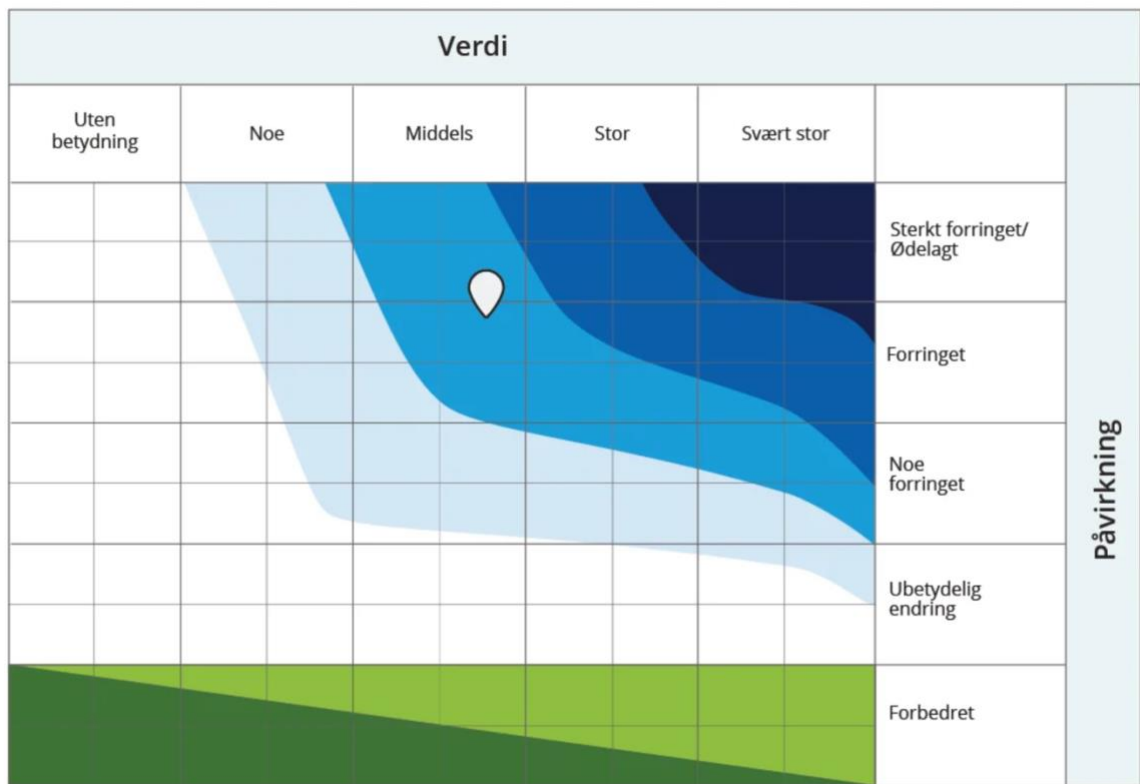 Verdi
Uten
betydning
Noe
Middels
Stor
Svært stor
Sterkt forringet/
Ødelagt
Forringet
Noe
forringet
Ubetydelig
endring
Forbedret
Påvirkning